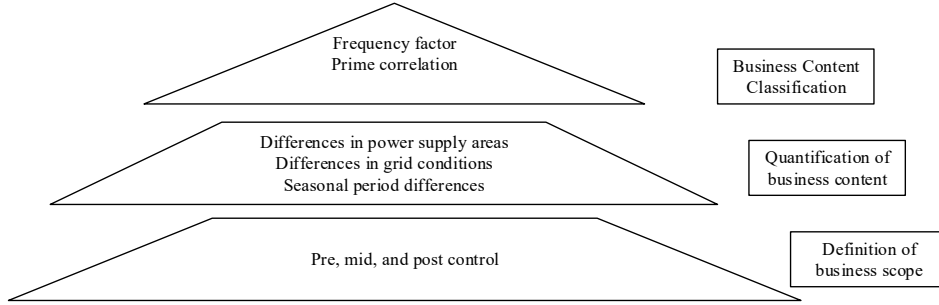 Frequency factor
Prime correlation
Business Content
Classification
Differences in power supply areas
Differences in grid conditions
Seasonal period differences
Quantification of
business content
Pre, mid, and post control
Definition of
business scope